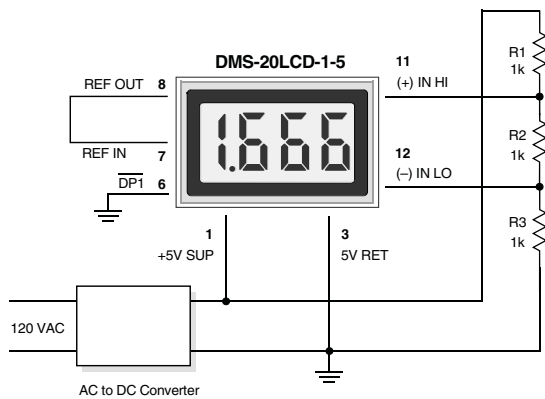 DMS-20LCD-1-5
REF OUT 8
11
(+) IN HI
R1
1k
1.666
REF IN 7
DP1 6
12
(–) IN LO
R2
1k
1
+5V SUP
3
5V RET
R3
1k
120 VAC
AC to DC Converter